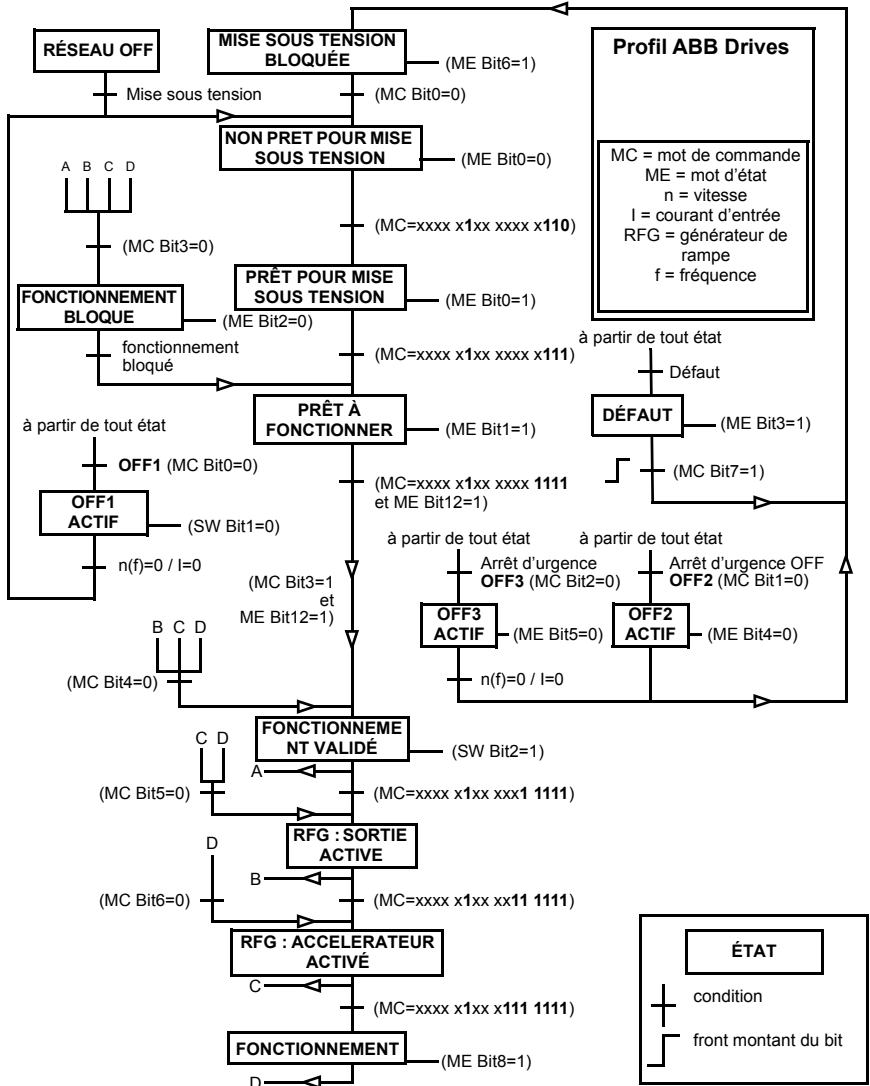 RÉSEAU OFF
Mise sous tension
MISE SOUS TENSION
BLOQUÉE
(ME Bit6=1)
(MC Bit0=0)
NON PRET POUR MISE
SOUS TENSION
(ME Bit0=0)
Profil ABB Drives
MC = mot de commande
ME = mot d'état
n = vitesse
I = courant d'entrée
RFG = générateur de
rampe
f = fréquence
A B C D
(MC Bit3=0)
(MC=xxxx x1xx xxxx x110)
FONCTIONNEMENT
BLOQUE
(ME Bit2=0)
fonctionnement
bloqué
PRÊT POUR MISE
SOUS TENSION
(ME Bit0=1)
(MC=xxxx x1xx xxxx x111)
à partir de tout état
Défaut
DÉFAUT
(ME Bit3=1)
(MC Bit7=1)
PRÊT À
FONCTIONNER
(ME Bit1=1)
(MC=xxxx x1xx xxxx 1111
et ME Bit12=1)
à partir de tout état
OFF1 (MC Bit0=0)
OFF1
ACTIF
(SW Bit1=0)
n(f)=0 / I=0
(MC Bit3=1
et
ME Bit12=1)
à partir de tout état
Arrêt d'urgence
OFF3 (MC Bit2=0)
OFF3
ACTIF
(ME Bit5=0)
n(f)=0 / I=0
à partir de tout état
Arrêt d'urgence OFF
OFF2 (MC Bit1=0)
OFF2
ACTIF
(ME Bit4=0)
B C D
(MC Bit4=0)
FONCTIONNEME
NT VALIDÉ
(SW Bit2=1)
A
(MC=xxxx x1xx xxx1 1111)
C D
(MC Bit5=0)
RFG : SORTIE
ACTIVE
B
(MC=xxxx x1xx xx11 1111)
D
(MC Bit6=0)
RFG : ACCELERATEUR
ACTIVÉ
C
(MC=xxxx x1xx x111 1111)
FONCTIONNEMENT
(ME Bit8=1)
D
ÉTAT
condition
front montant du bit